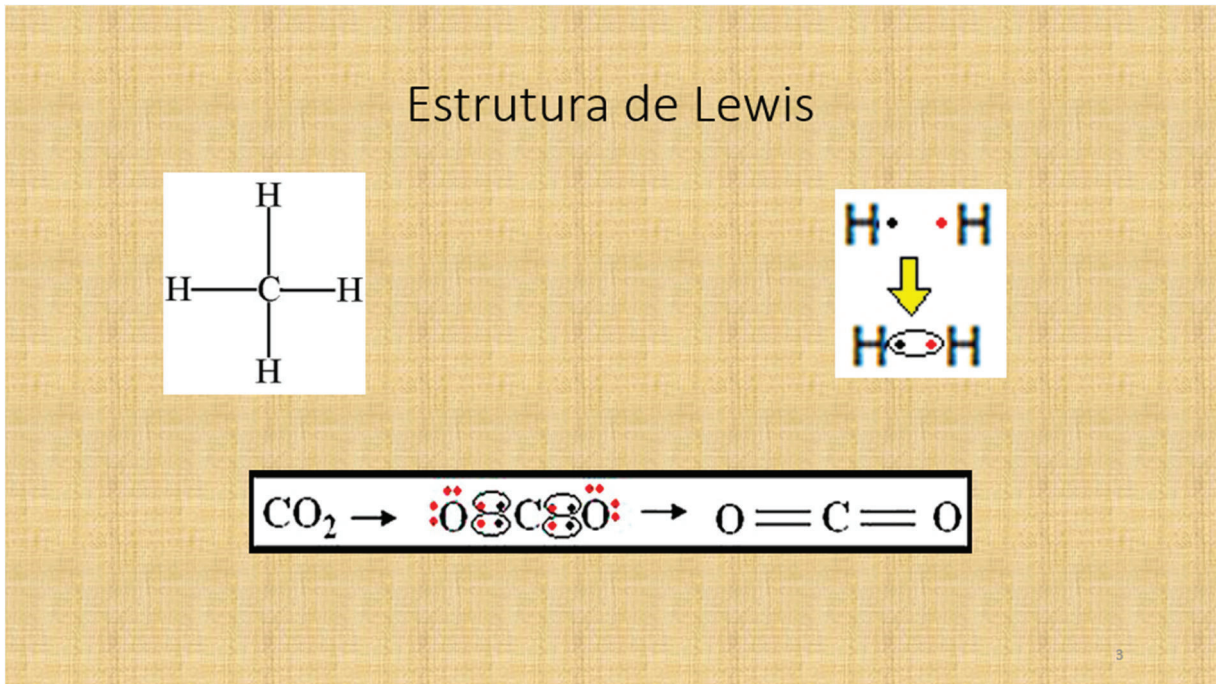 Estrutura de Lewis
H
H C H
H
H· ·H
H··H
CO₂ → O C O → O=C=O
3